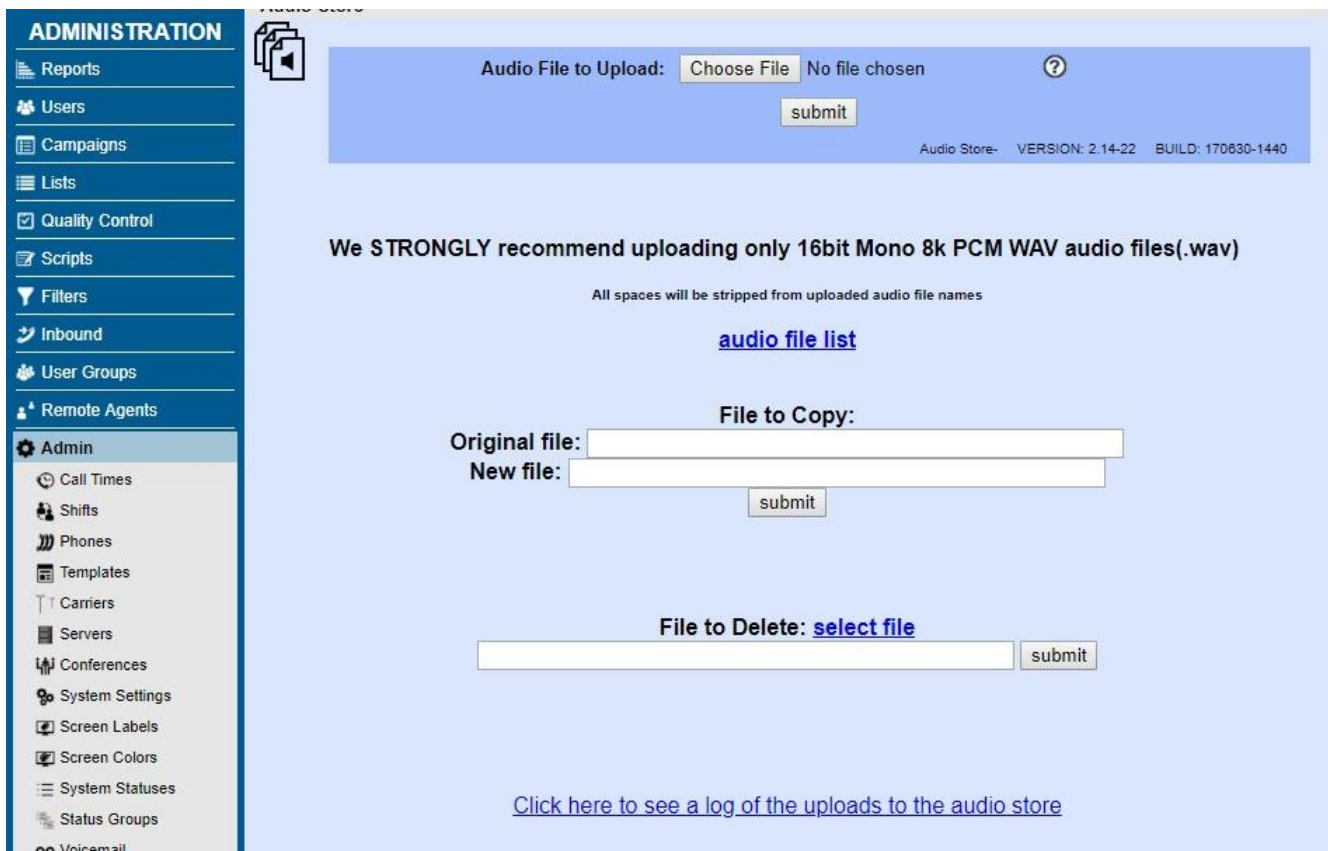 Audio Store
ADMINISTRATION
Reports
Users
Campaigns
Lists
Quality Control
Scripts
Filters
Inbound
User Groups
Remote Agents
Admin
Call Times
Shifts
Phones
Templates
Carriers
Servers
Conferences
System Settings
Screen Labels
Screen Colors
System Statuses
Status Groups
Voicemail
Audio File to Upload: Choose File No file chosen
submit
Audio Store- VERSION: 2.14-22 BUILD: 170630-1440
We STRONGLY recommend uploading only 16bit Mono 8k PCM WAV audio files(.wav)
All spaces will be stripped from uploaded audio file names
audio file list
File to Copy:
Original file:
New file:
submit
File to Delete: select file
submit
Click here to see a log of the uploads to the audio store